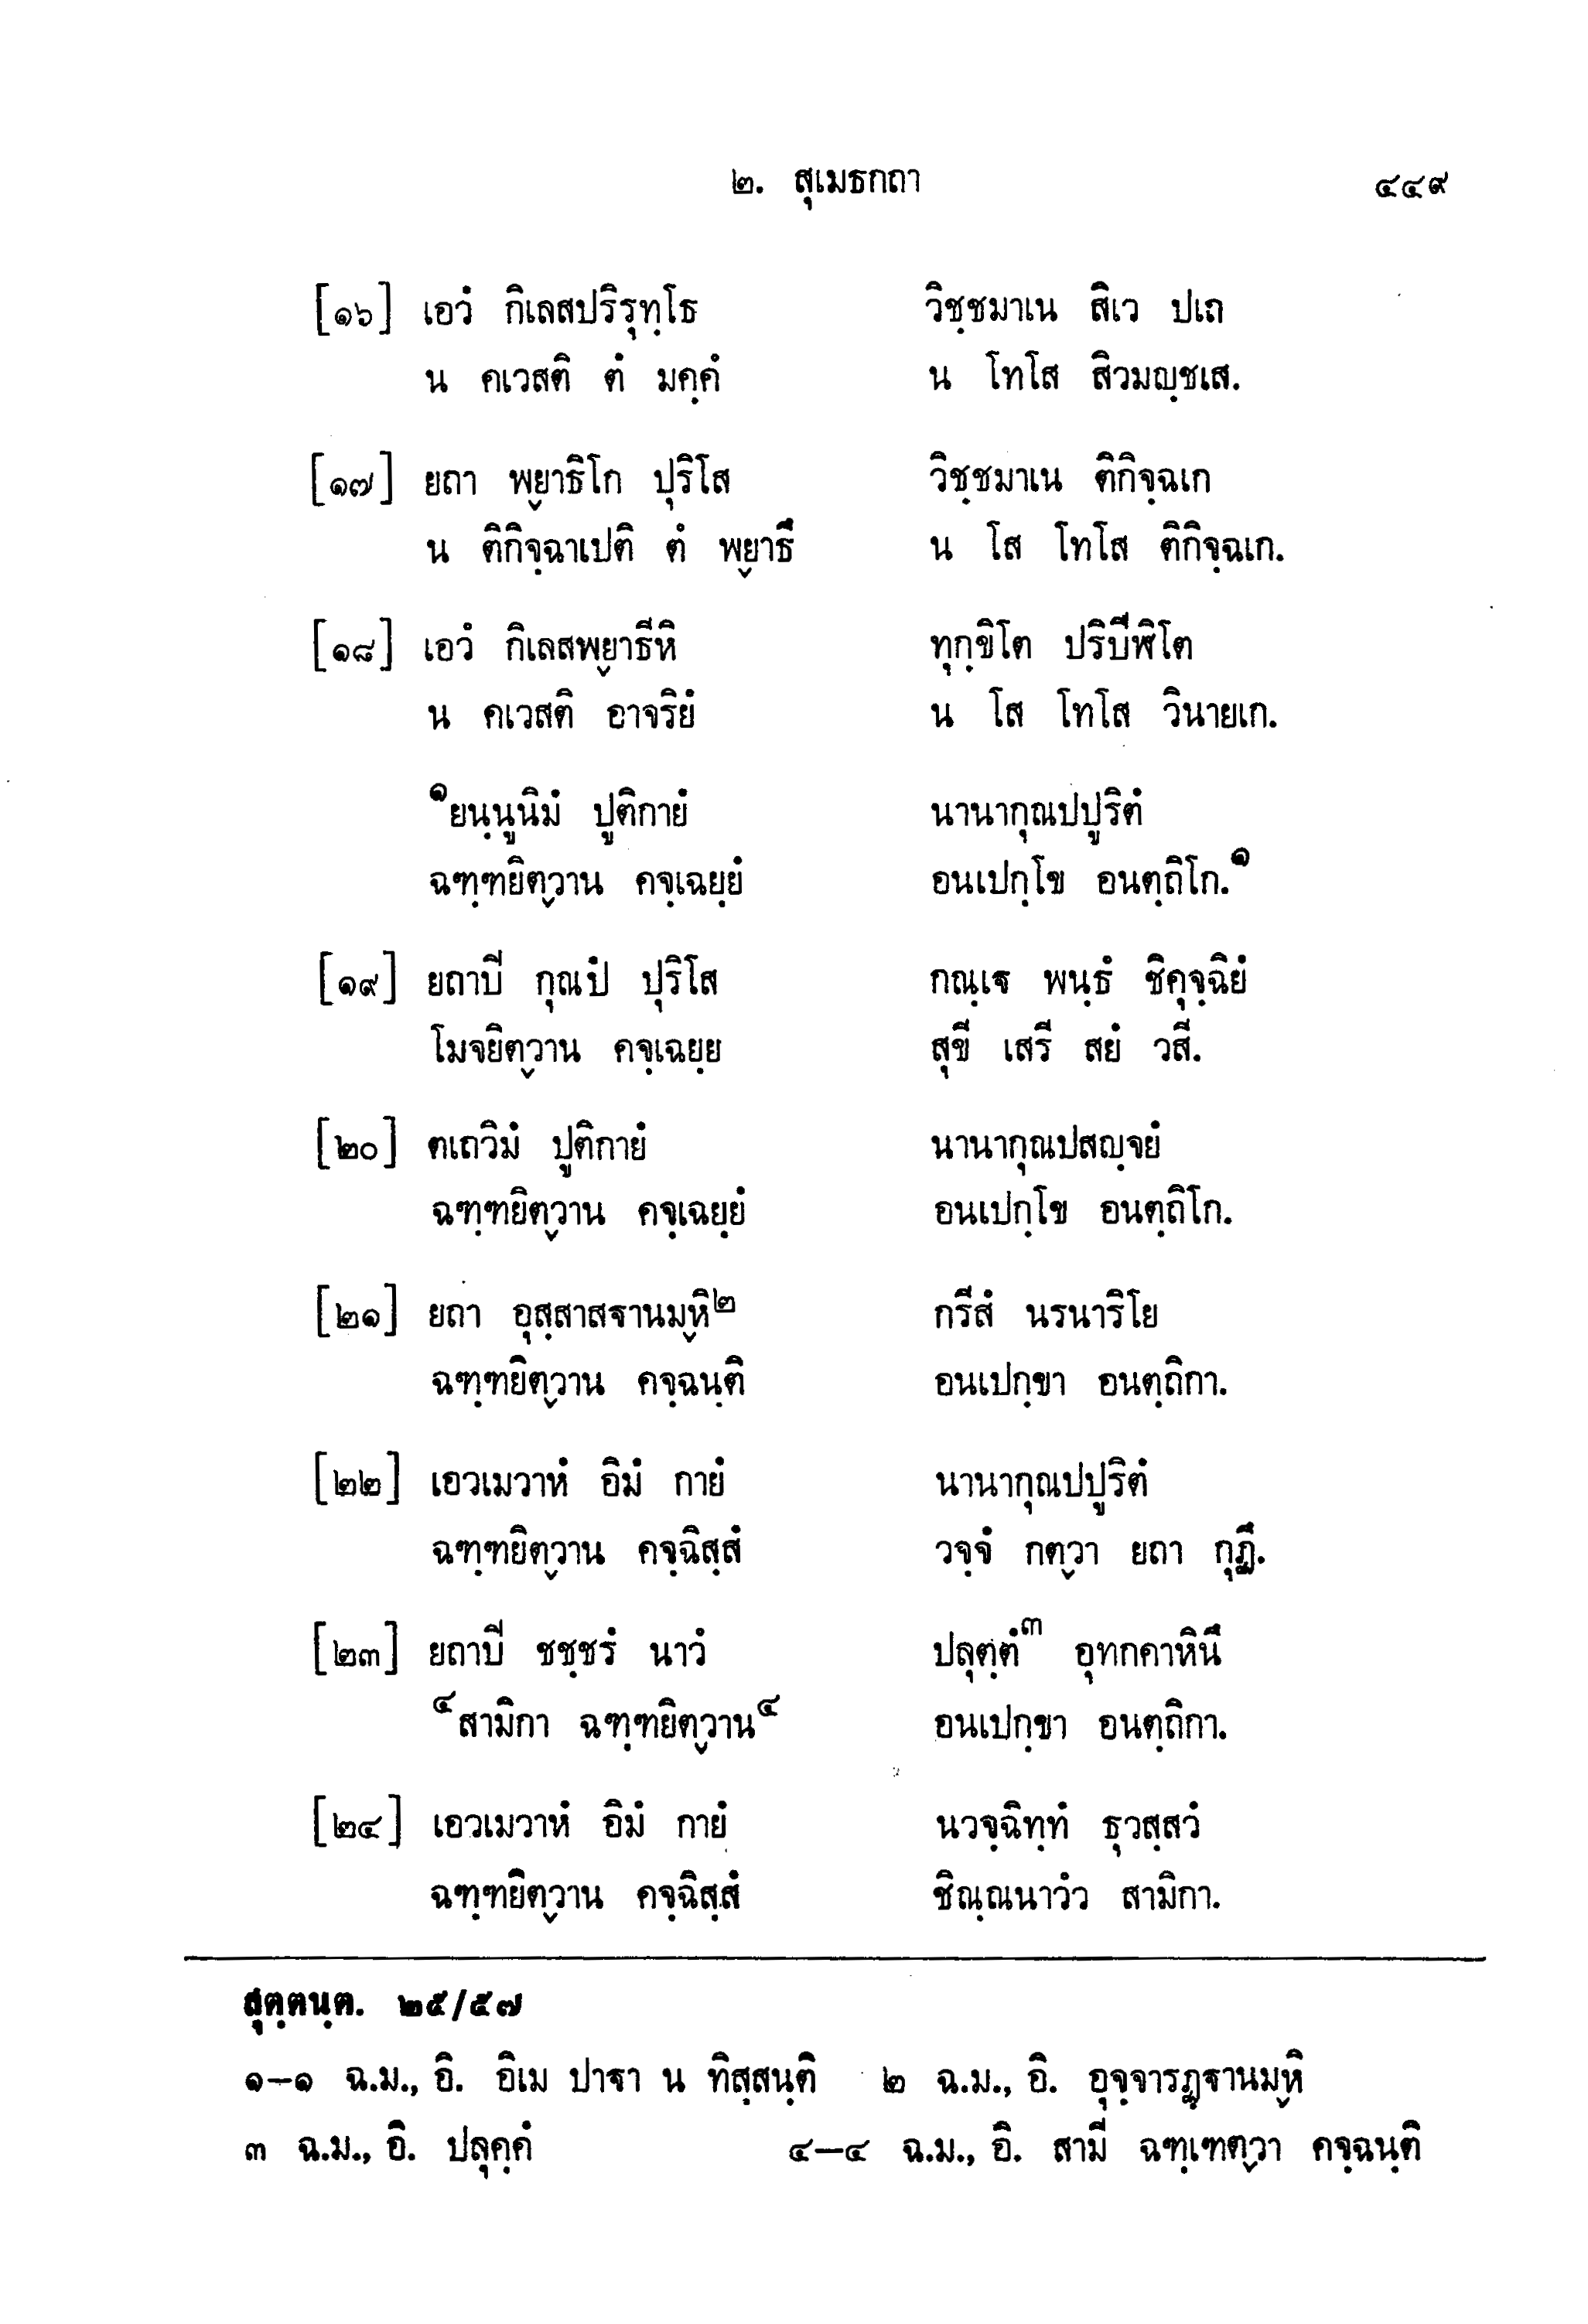 ๒. สุเมธกถา ๔๔๙
[๑๖] เอวํ กิเลสปริรุทฺโธ วิชฺชมาเน สิเว ปเถ
น คเวสติ ตํ มคฺคํ น โทโส สิวมญฺชเส.
[๑๗] ยถา พฺยาธิโก ปุริโส วิชฺชมาเน ติกิจฺฉเก
น ติกิจฺฉาเปติ ตํ พฺยาธึ น โส โทโส ติกิจฺฉเก.
[๑๘] เอวํ กิเลสพฺยาธีหิ ทุกฺขิโต ปริปีฬิโต
น คเวสติ อาจริยํ น โส โทโส วินายเก.
๑ยนฺนูนิมํ ปูติกายํ นานากุณปปูริตํ
ฉฑฺฑยิตฺวาน คจฺเฉยฺยํ อนเปกฺโข อนตฺถิโก.๑
[๑๙] ยถาปิ กุณปํ ปุริโส กณฺเฐ พนฺธํ ชิคุจฺฉิยํ
โมจยิตฺวาน คจฺเฉยฺย สุขี เสรี สยํ วสี.
[๒๐] ตเถวิมํ ปูติกายํ นานากุณปสญฺจยํ
ฉฑฺฑยิตฺวาน คจฺเฉยฺยํ อนเปกฺโข อนตฺถิโก.
[๒๑] ยถา อุสฺสาสฐานมฺหิ๒ กรีสํ นรนาริโย
ฉฑฺฑยิตฺวาน คจฺฉนฺติ อนเปกฺขา อนตฺถิกา.
[๒๒] เอวเมวาหํ อิมํ กายํ นานากุณปปูริตํ
ฉฑฺฑยิตฺวาน คจฺฉิสฺสํ วจฺจํ กตฺวา ยถา กุฏึ.
[๒๓] ยถาปิ ชชฺชรํ นาวํ ปลุตฺตํ๓ อุทกคาหินึ
๔สามิกา ฉฑฺฑยิตฺวาน๔ อนเปกฺขา อนตฺถิกา.
[๒๔] เอวเมวาหํ อิมํ กายํ นวจฺฉิทฺทํ ธุวสฺสวํ
ฉฑฺฑยิตฺวาน คจฺฉิสฺสํ ชิณฺณนาวํว สามิกา.
สุตฺตนฺต. ๒๕/๕๗
๑–๑ ฉ.ม., อิ. อิเม ปาฐา น ทิสฺสนฺติ ๒ ฉ.ม., อิ. อุจฺจารฏฺฐานมฺหิ
๓ ฉ.ม., อิ. ปลุคฺคํ ๔–๔ ฉ.ม., อิ. สามี ฉฑฺเฑตฺวา คจฺฉนฺติ